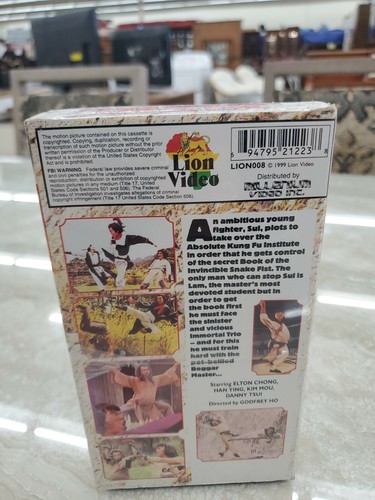 The motion picture contained on this cassette is
copyrighted. Copying, duplication, recording or
transcription of such motion picture without the prior
written permission of the Producer or Distributor
thereof is a violation of the United States Copyright
Act and is prohibited.
FBI WARNING Federal law provides severe criminal
and civil penalties for the unauthorized
reproduction, distribution or exhibition of copyrighted
motion pictures in any medium (Title 17, United
States Code Sections 501 and 506). The Federal
Bureau of Investigation investigates allegations of criminal
copyright infringement (Title 17 United States Code Section 506).
Lion
Video
6 94795 21223
LION008 © 1999 Lion Video
Distributed by
MILLENIUM
VIDEO INC.
An ambitious young
fighter, Sui, plots to
take over the
Absolute Kung Fu Institute
in order that he gets control
of the secret Book of the
Invincible Snake Fist. The
only man who can stop Sui is
Lam, the master's most
devoted student but in
order to get
the book first
he must face
the sinister
and vicious
Immortal Trio
- and for this
he must train
hard with the
pot-bellied
Beggar
Master...
Starring ELTON CHONG,
HAN YING, KIM MOU,
DANNY TSUI
Directed by GODFREY HO